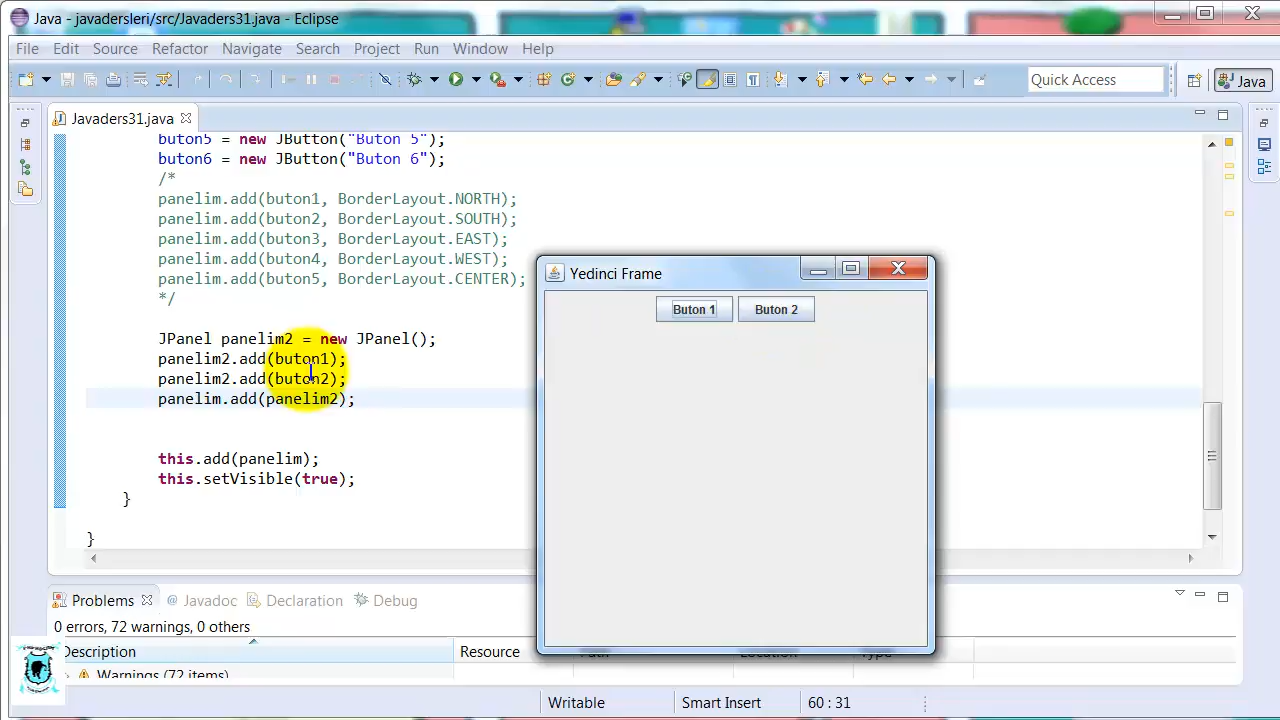 Java - javadersleri/src/Javaders31.java - Eclipse
File Edit Source Refactor Navigate Search Project Run Window Help
Quick Access
Java
Javaders31.java
buton5 = new JButton("Buton 5");
buton6 = new JButton("Buton 6");
/*
panelim.add(buton1, BorderLayout.NORTH);
panelim.add(buton2, BorderLayout.SOUTH);
panelim.add(buton3, BorderLayout.EAST);
panelim.add(buton4, BorderLayout.WEST);
panelim.add(buton5, BorderLayout.CENTER);
*/
JPanel panelim2 = new JPanel();
panelim2.add(buton1);
panelim2.add(buton2);
panelim.add(panelim2);
this.add(panelim);
this.setVisible(true);
}
}
Yedinci Frame
Buton 1 Buton 2
Problems @ Javadoc Declaration Debug
0 errors, 72 warnings, 0 others
Description Resource Path Location Type
Warnings (72 items)
Writable Smart Insert 60 : 31